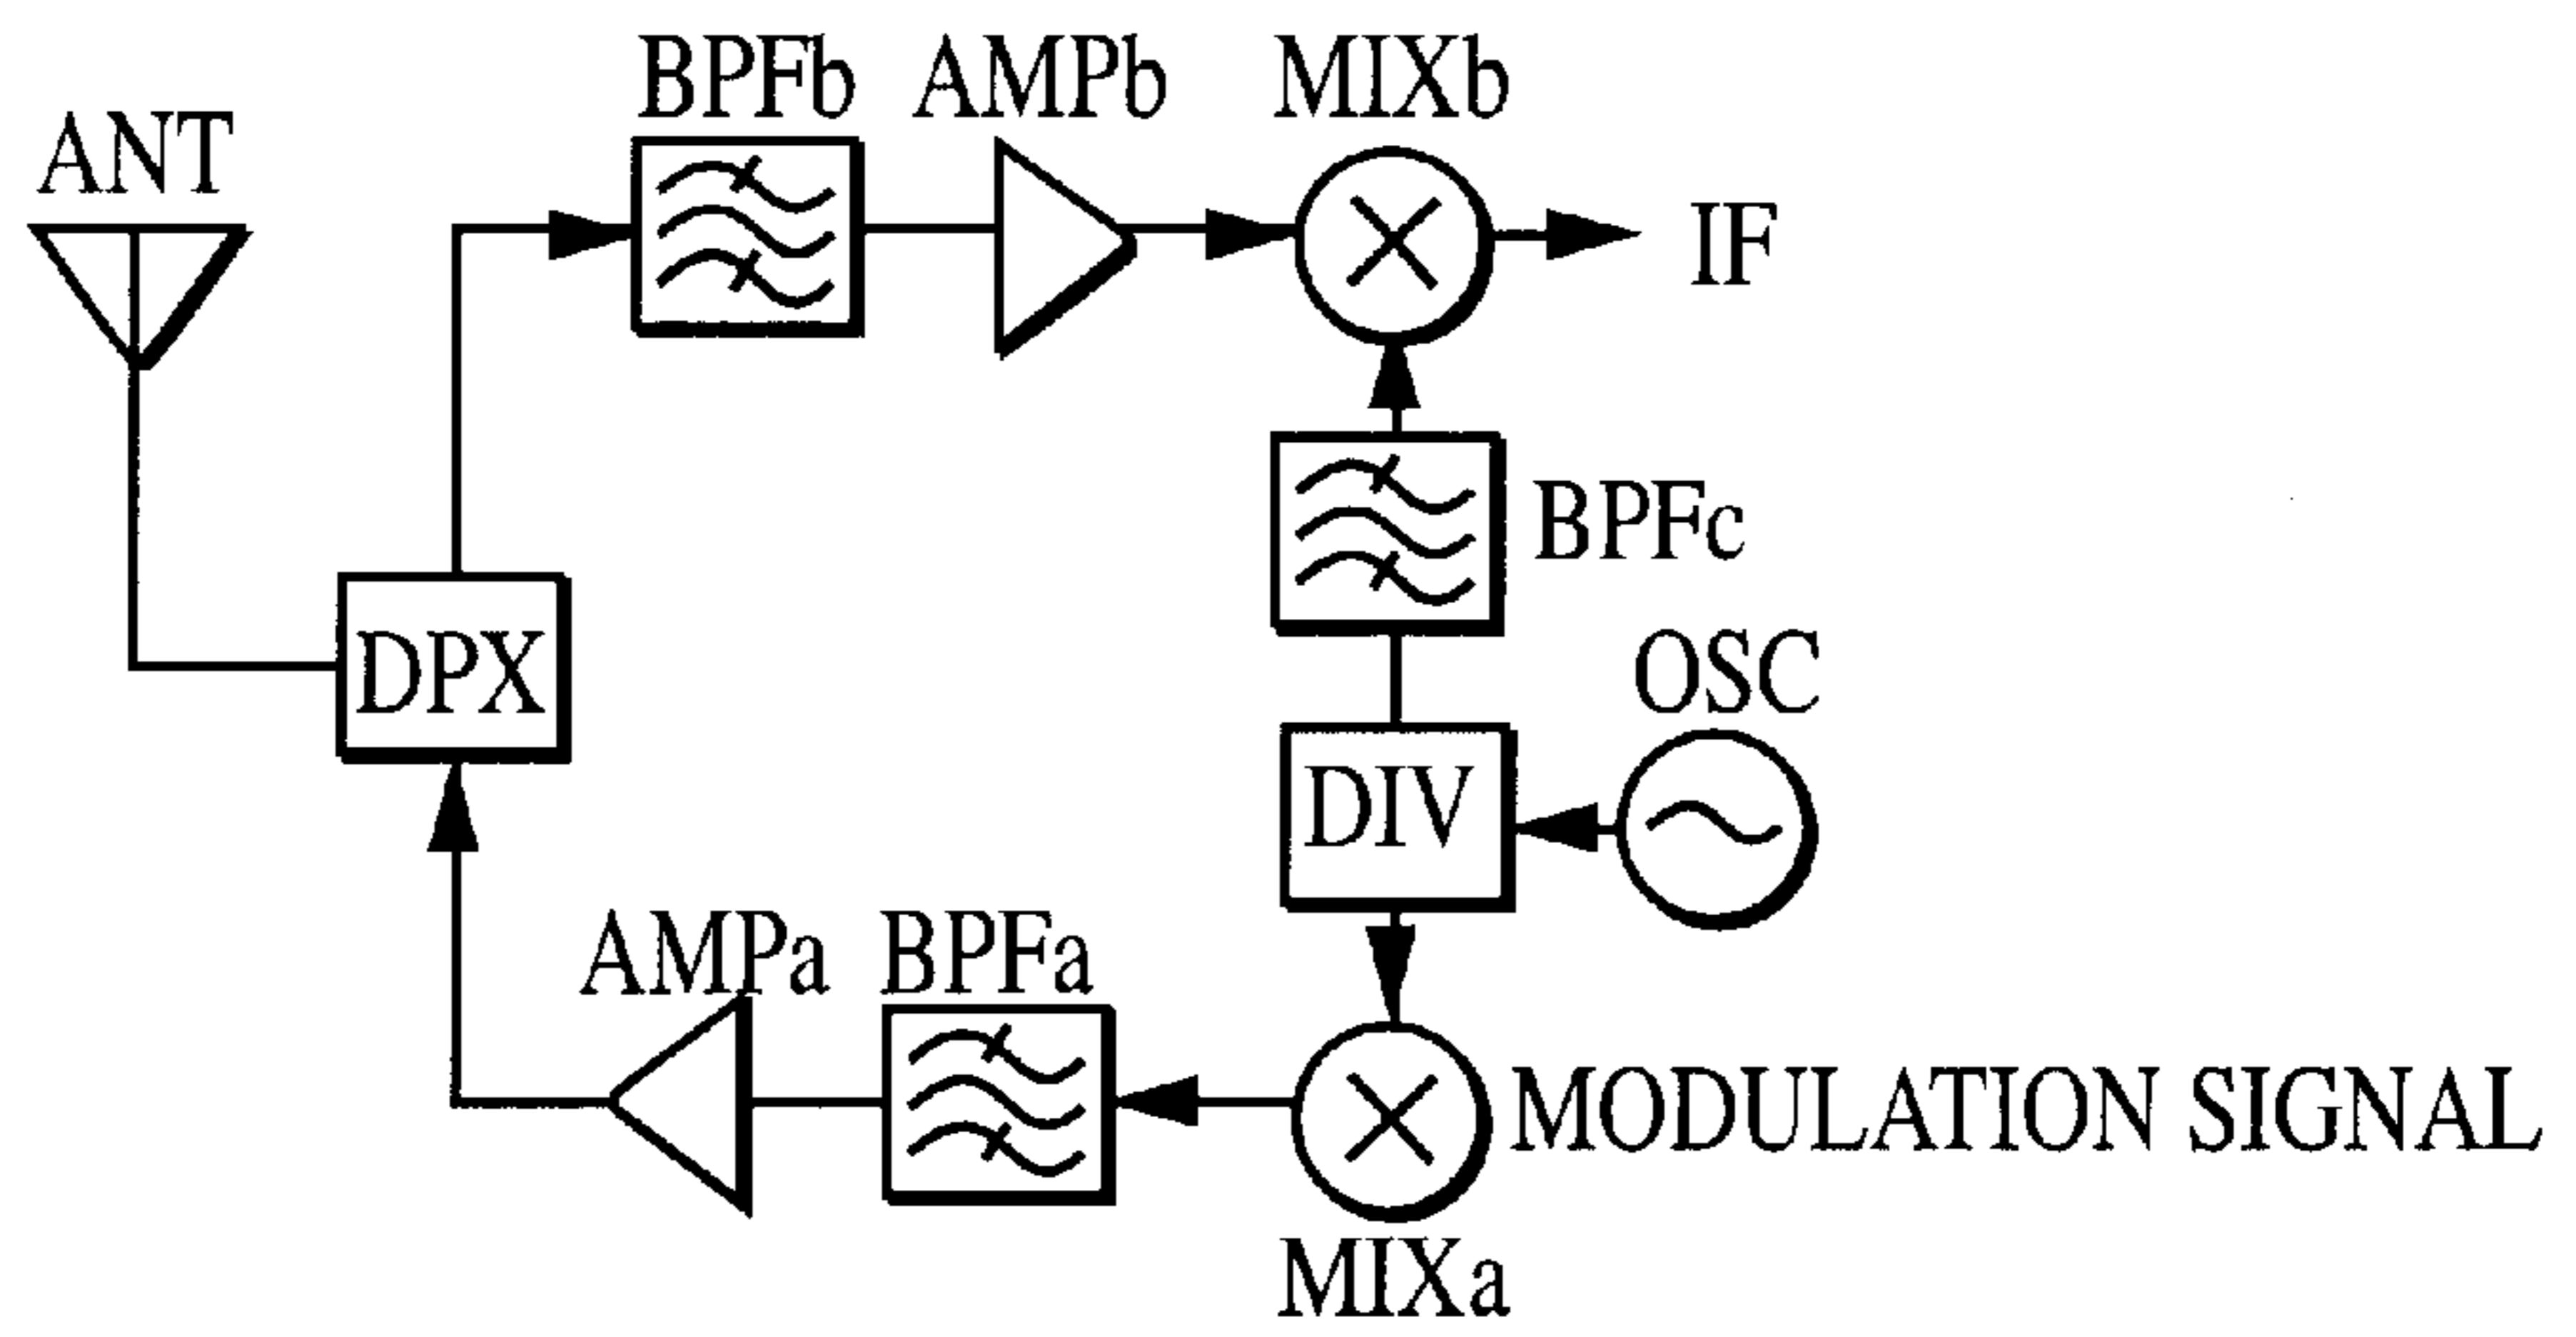 BPFb
AMPb
MIXb
ANT
IF
BPFc
OSC
DPX
DIV
AMPa
BPFa
MODULATION SIGNAL
MIXa